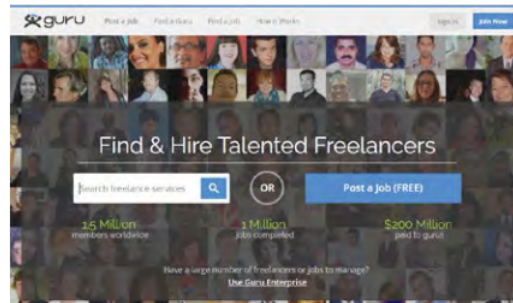 guru
Post a Job Find a Guru Find a Job How it Works Sign In Join Now
Find & Hire Talented Freelancers
Search freelance services OR Post a Job (FREE)
1.5 Million 1 Million $200 Million
members worldwide jobs completed paid to gurus
Have a large number of freelancers or jobs to manage?
Use Guru Enterprise